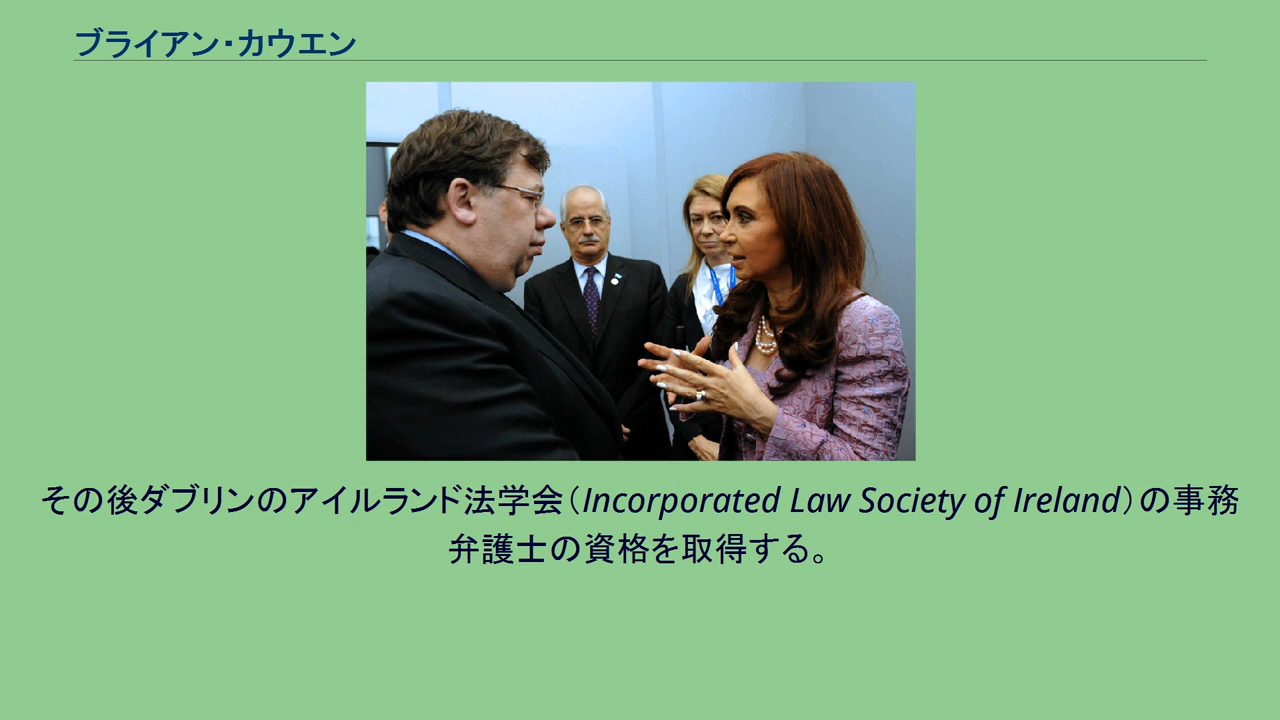 ブライアン・カウエン
その後ダブリンのアイルランド法学会（Incorporated Law Society of Ireland）の事務
弁護士の資格を取得する。